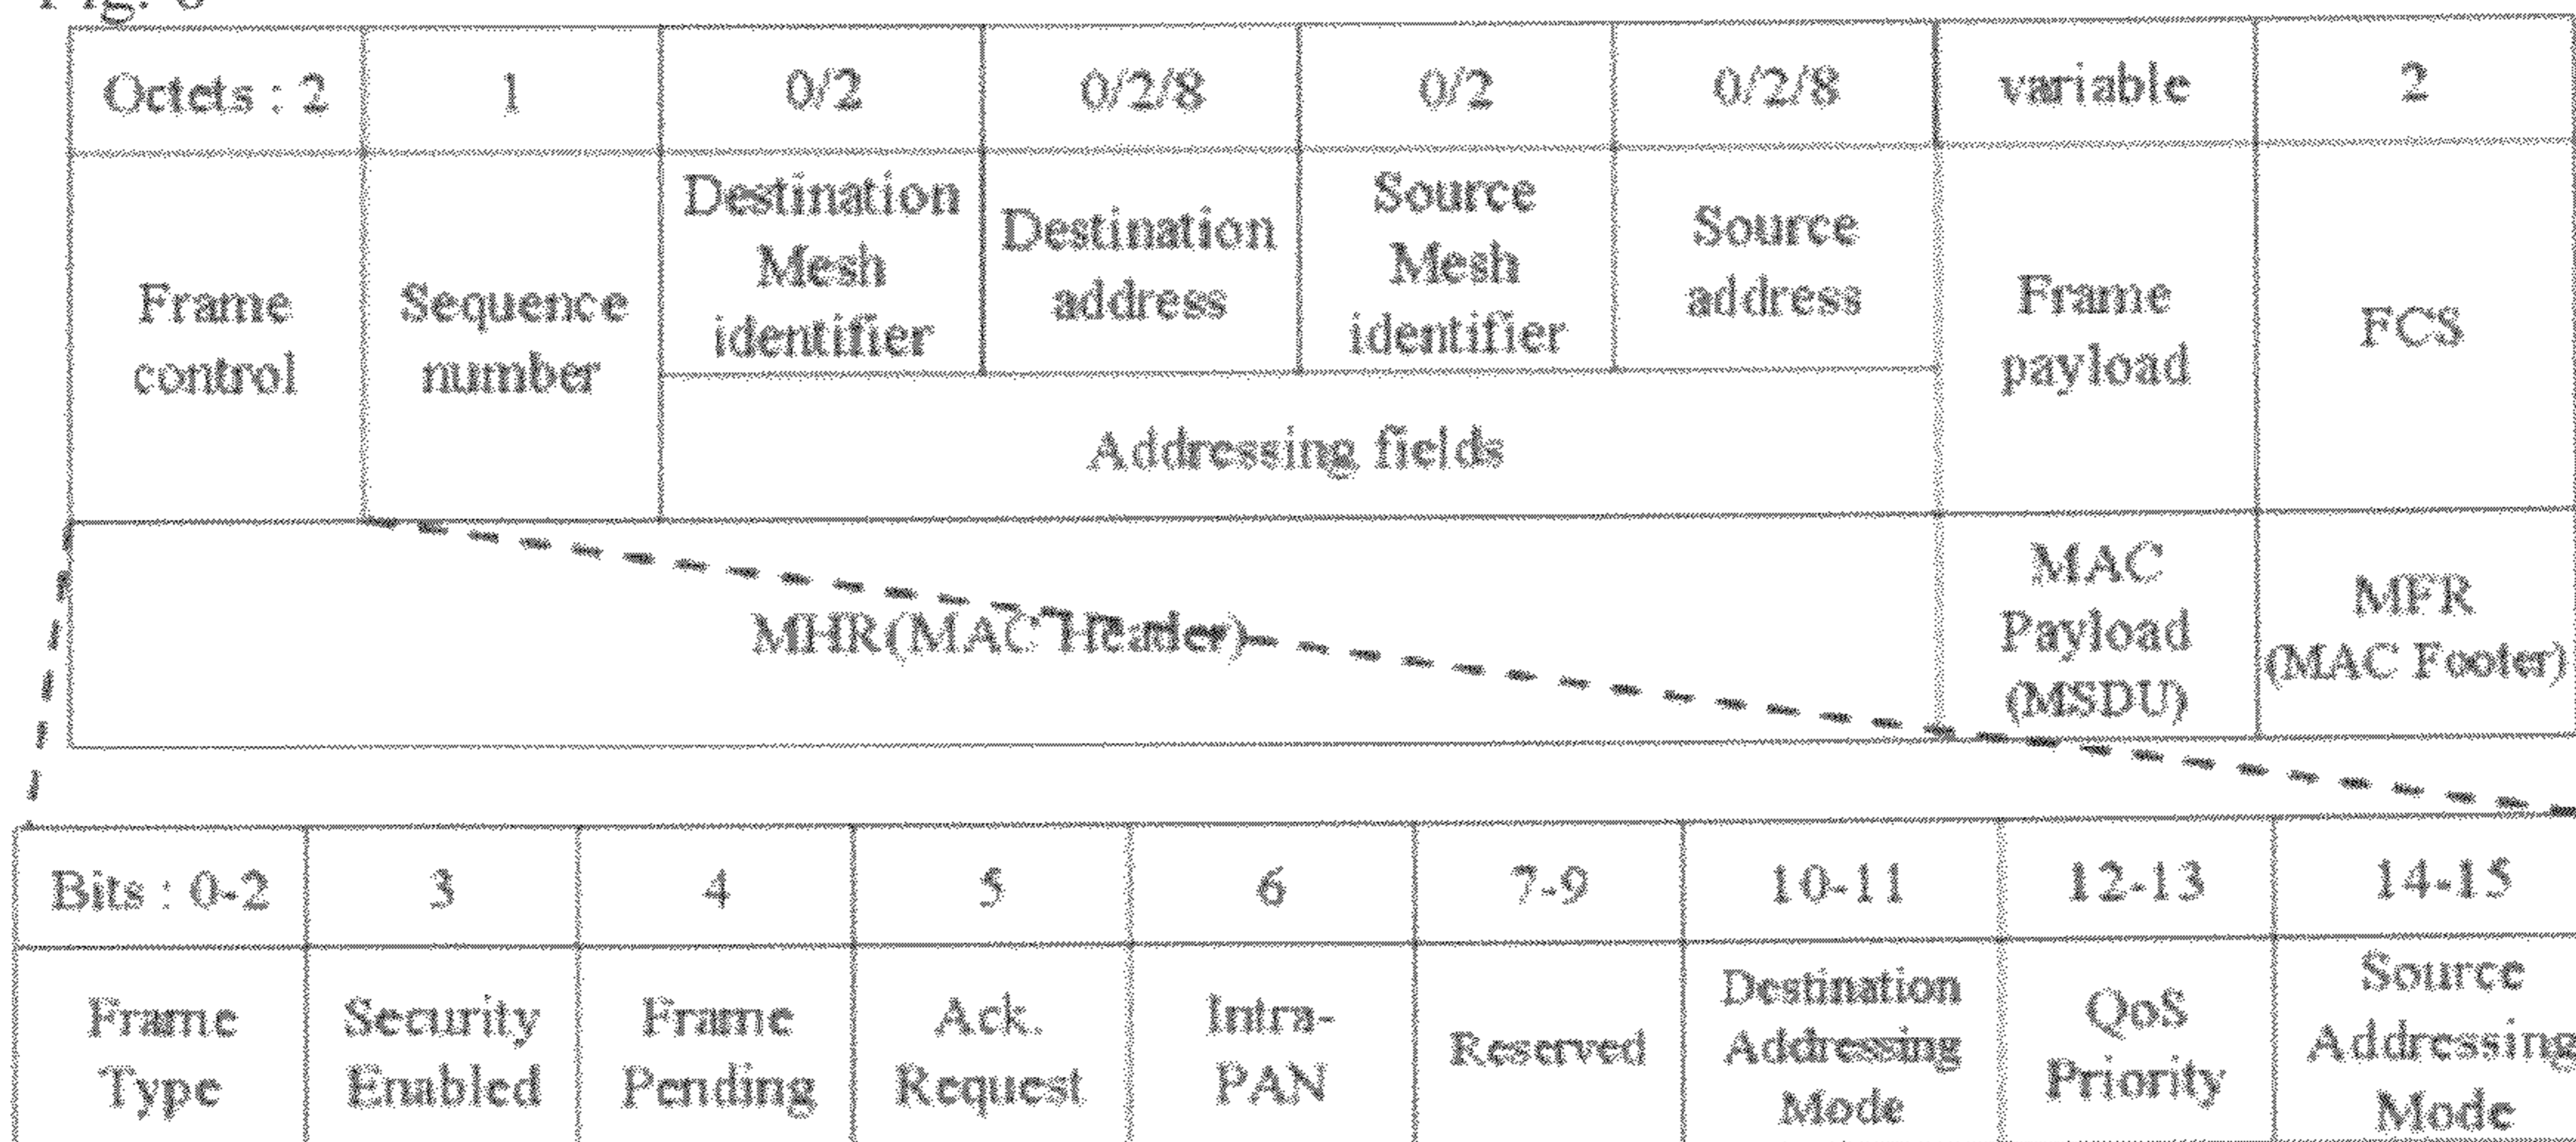 Octets : 2 1 0/2 0/2/8 0/2 0/2/8 variable 2
Frame control
Sequence number
Destination Mesh identifier
Destination address
Source Mesh identifier
Source address
Frame payload
FCS
Addressing fields
MHR(MAC Header)
MAC Payload (MSDU)
MFR (MAC Footer)
Bits : 0-2 3 4 5 6 7-9 10-11 12-13 14-15
Frame Type
Security Enabled
Frame Pending
Ack. Request
Intra-PAN
Reserved
Destination Addressing Mode
QoS Priority
Source Addressing Mode